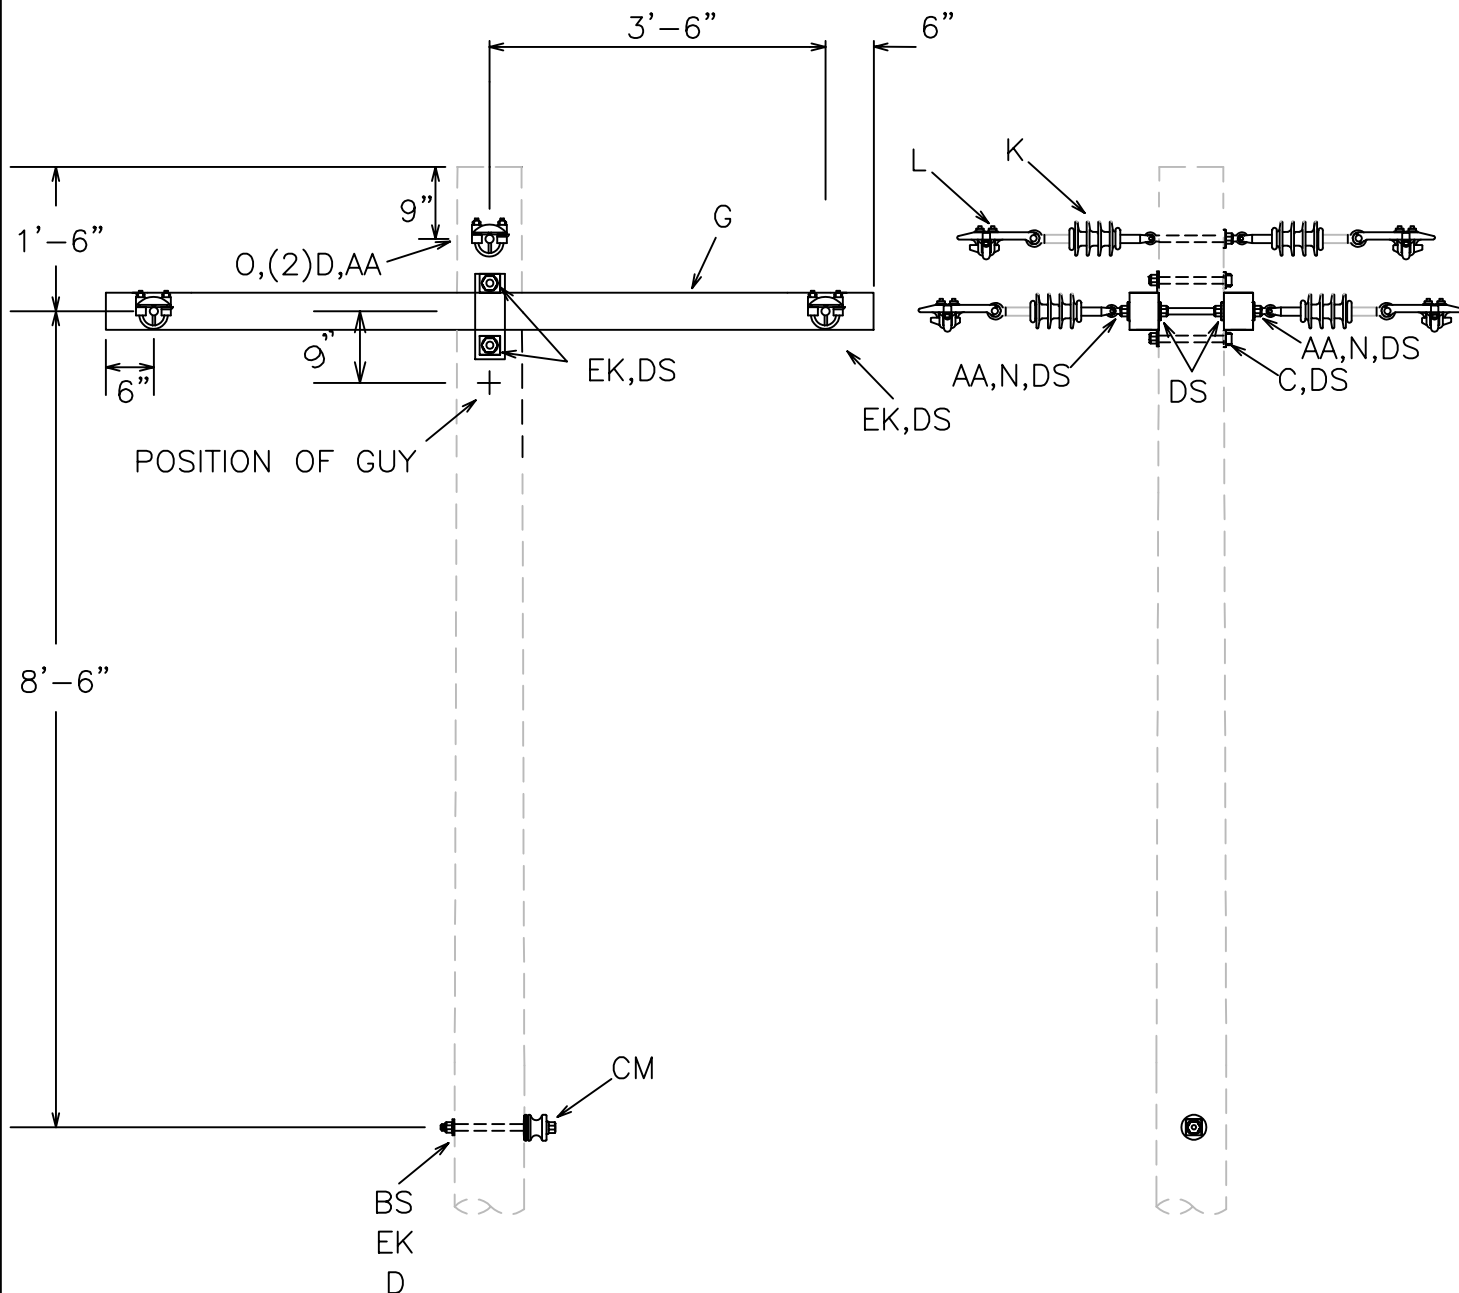 3'-6"
6"
L
K
9"
G
1'-6"
O,(2)D,AA
9"
6"
EK,DS
AA,N,DS
DS
AA,N,DS
C,DS
EK,DS
POSITION OF GUY
8'-6"
CM
BS
EK
D